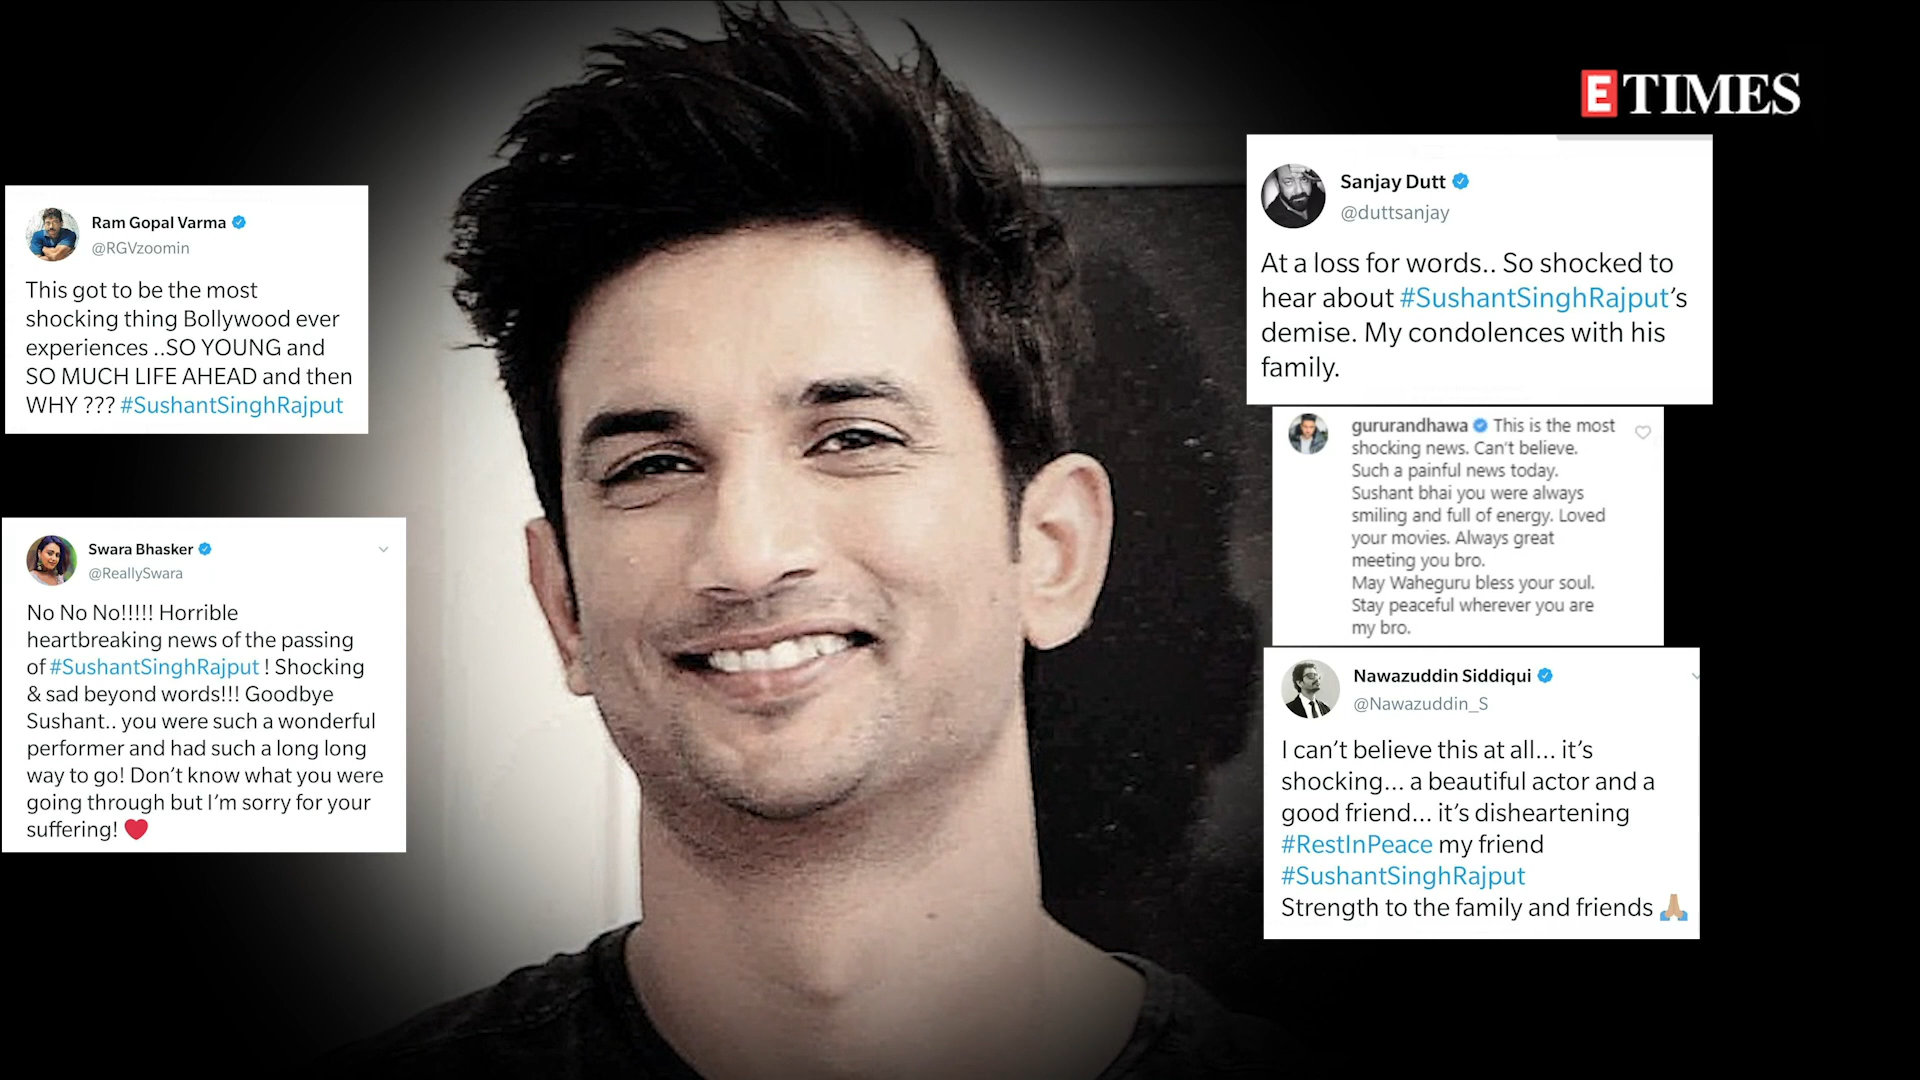 E TIMES
Ram Gopal Varma
@RGVzoomin
This got to be the most
shocking thing Bollywood ever
experiences ..SO YOUNG and
SO MUCH LIFE AHEAD and then
WHY ??? #SushantSinghRajput
Swara Bhasker
@ReallySwara
No No No!!!!! Horrible
heartbreaking news of the passing
of #SushantSinghRajput ! Shocking
& sad beyond words!!! Goodbye
Sushant.. you were such a wonderful
performer and had such a long long
way to go! Don't know what you were
going through but I'm sorry for your
suffering! ❤️
Sanjay Dutt
@duttsanjay
At a loss for words.. So shocked to
hear about #SushantSinghRajput's
demise. My condolences with his
family.
gururandhawa This is the most
shocking news. Can't believe.
Such a painful news today.
Sushant bhai you were always
smiling and full of energy. Loved
your movies. Always great
meeting you bro.
May Waheguru bless your soul.
Stay peaceful wherever you are
my bro.
Nawazuddin Siddiqui
@Nawazuddin_S
I can't believe this at all... it's
shocking... a beautiful actor and a
good friend... it's disheartening
#RestInPeace my friend
#SushantSinghRajput
Strength to the family and friends 🙏🏽